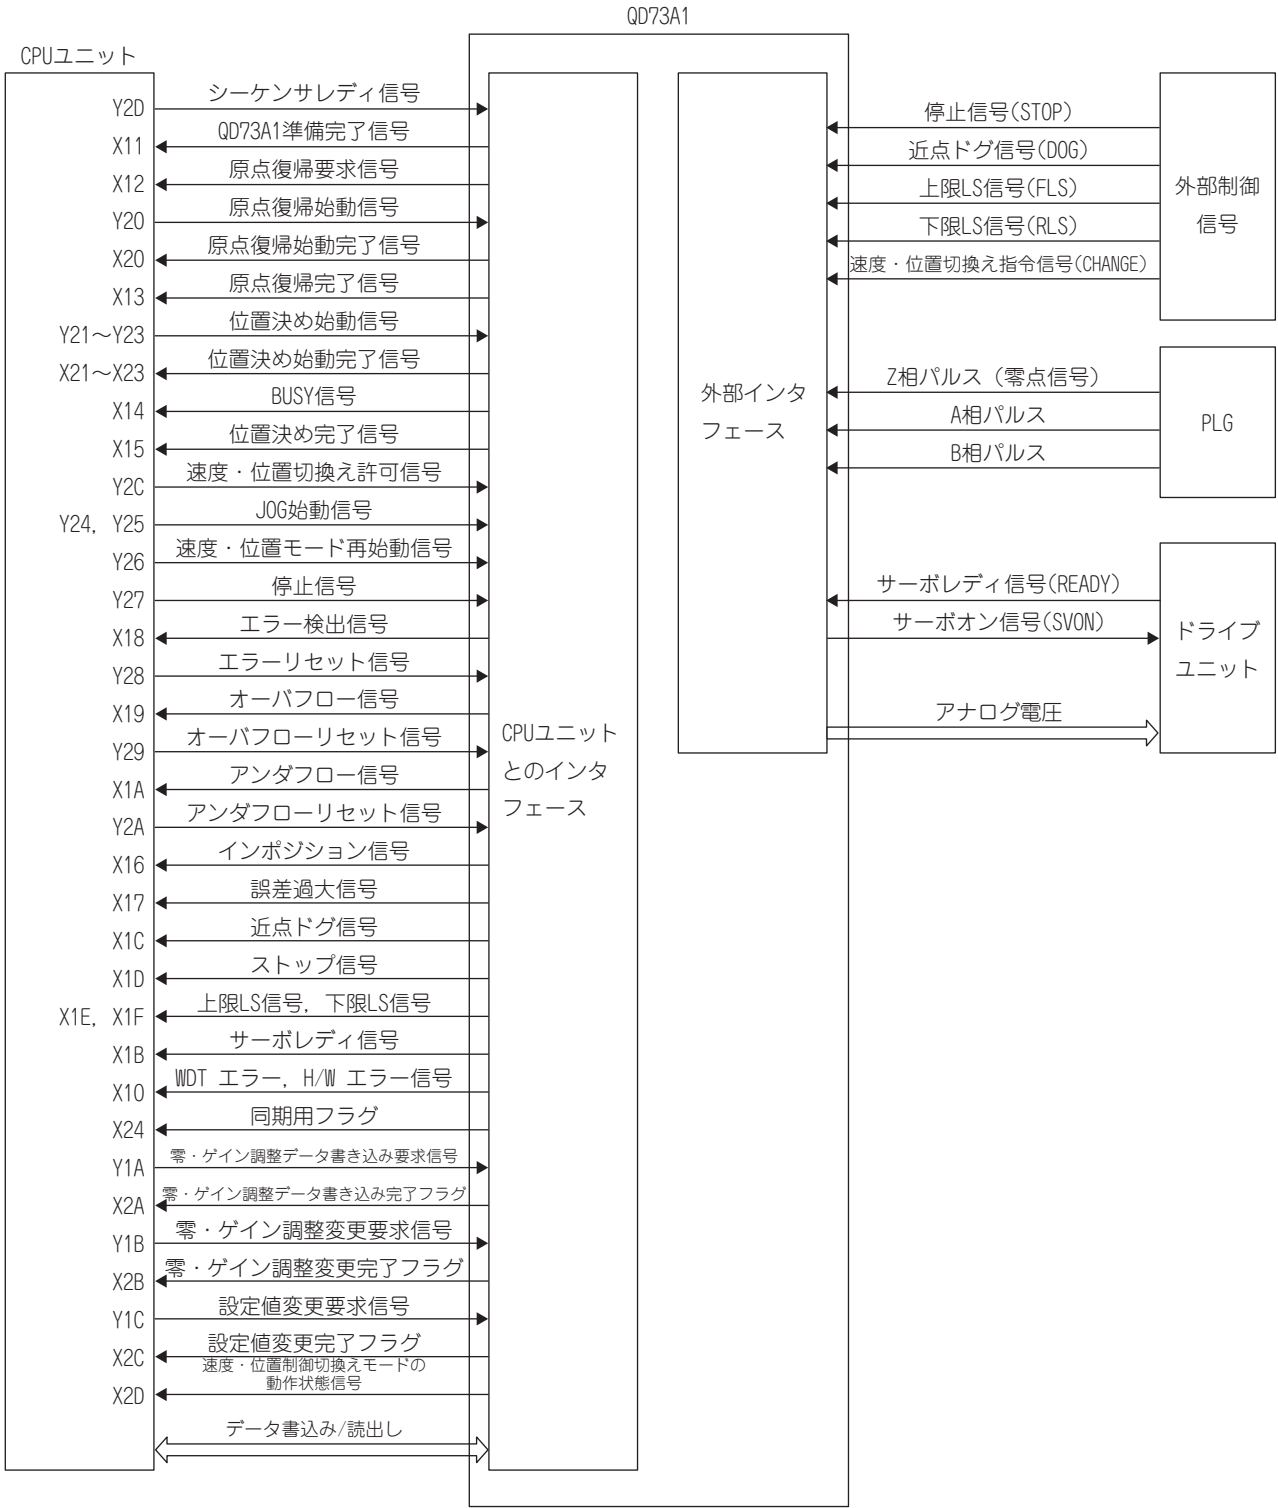 QD73A1
CPUユニット
Y2D シーケンサレディ信号
X11 QD73A1準備完了信号
X12 原点復帰要求信号
Y20 原点復帰始動信号
X20 原点復帰始動完了信号
X13 原点復帰完了信号
Y21～Y23 位置決め始動信号
X21～X23 位置決め始動完了信号
X14 BUSY信号
X15 位置決め完了信号
Y2C 速度・位置切換え許可信号
Y24, Y25 JOG始動信号
Y26 速度・位置モード再始動信号
Y27 停止信号
X18 エラー検出信号
Y28 エラーリセット信号
X19 オーバフロー信号
Y29 オーバフローリセット信号
X1A アンダフロー信号
Y2A アンダフローリセット信号
X16 インポジション信号
X17 誤差過大信号
X1C 近点ドグ信号
X1D ストップ信号
X1E, X1F 上限LS信号, 下限LS信号
X1B サーボレディ信号
X10 WDT エラー, H/W エラー信号
X24 同期用フラグ
Y1A 零・ゲイン調整データ書き込み要求信号
X2A 零・ゲイン調整データ書き込み完了フラグ
Y1B 零・ゲイン調整変更要求信号
X2B 零・ゲイン調整変更完了フラグ
Y1C 設定値変更要求信号
X2C 設定値変更完了フラグ
速度・位置制御切換えモードの
X2D 動作状態信号
データ書込み/読出し
CPUユニット
とのインタ
フェース
外部インタ
フェース
停止信号(STOP)
近点ドグ信号(DOG)
上限LS信号(FLS)
下限LS信号(RLS)
速度・位置切換え指令信号(CHANGE)
外部制御
信号
Z相パルス (零点信号)
A相パルス
B相パルス
PLG
サーボレディ信号(READY)
サーボオン信号(SVON)
アナログ電圧
ドライブ
ユニット